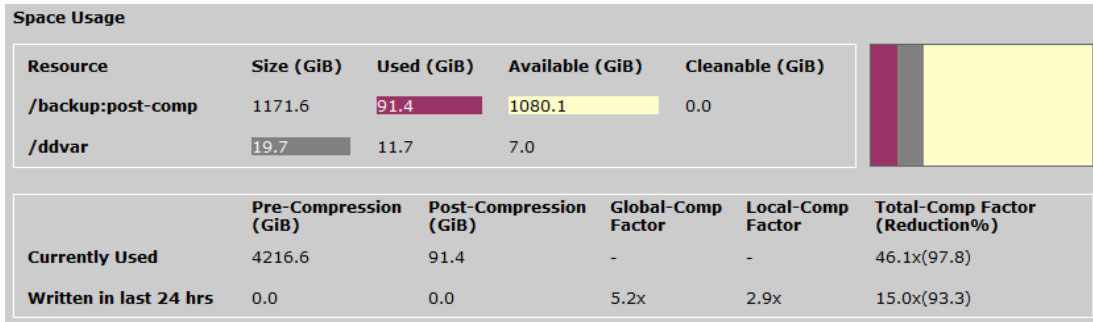 Space Usage
Resource Size (GiB) Used (GiB) Available (GiB) Cleanable (GiB)
/backup:post-comp 1171.6 91.4 1080.1 0.0
/ddvar 19.7 11.7 7.0
Pre-Compression (GiB) Post-Compression (GiB) Global-Comp Factor Local-Comp Factor Total-Comp Factor (Reduction%)
Currently Used 4216.6 91.4 - - 46.1x(97.8)
Written in last 24 hrs 0.0 0.0 5.2x 2.9x 15.0x(93.3)